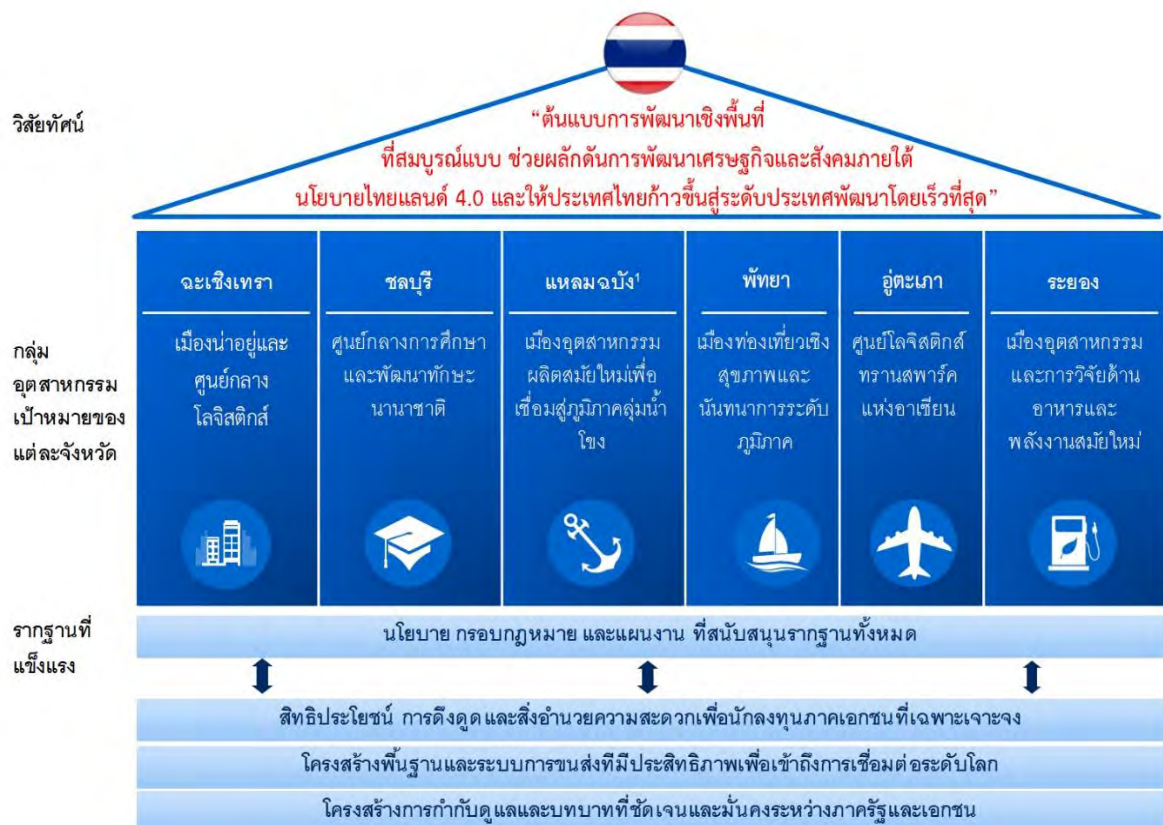 วิสัยทัศน์
“ต้นแบบการพัฒนาเชิงพื้นที่
ที่สมบูรณ์แบบ ช่วยผลักดันการพัฒนาเศรษฐกิจและสังคมภายใต้
นโยบายไทยแลนด์ 4.0 และให้ประเทศไทยก้าวขึ้นสู่ระดับประเทศพัฒนาโดยเร็วที่สุด”
กลุ่ม
อุตสาหกรรม
เป้าหมายของ
แต่ละจังหวัด
ฉะเชิงเทรา
เมืองน่าอยู่และ
ศูนย์กลาง
โลจิสติกส์
ชลบุรี
ศูนย์กลางการศึกษา
และพัฒนาทักษะ
นานาชาติ
แหลมฉบัง¹
เมืองอุตสาหกรรม
ผลิตสมัยใหม่เพื่อ
เชื่อมสู่ภูมิภาคลุ่มน้ำ
โขง
พัทยา
เมืองท่องเที่ยวเชิง
สุขภาพและ
นันทนาการระดับ
ภูมิภาค
อู่ตะเภา
ศูนย์โลจิสติกส์
ทรานสพาร์ค
แห่งอาเซียน
ระยอง
เมืองอุตสาหกรรม
และการวิจัยด้าน
อาหารและ
พลังงานสมัยใหม่
รากฐานที่
แข็งแรง
นโยบาย กรอบกฎหมาย และแผนงาน ที่สนับสนุนรากฐานทั้งหมด
สิทธิประโยชน์ การดึงดูด และสิ่งอำนวยความสะดวกเพื่อนักลงทุนภาคเอกชนที่เฉพาะเจาะจง
โครงสร้างพื้นฐานและระบบการขนส่งที่มีประสิทธิภาพเพื่อเข้าถึงการเชื่อมต่อระดับโลก
โครงสร้างการกำกับดูแลและบทบาทที่ชัดเจนและมั่นคงระหว่างภาครัฐและเอกชน